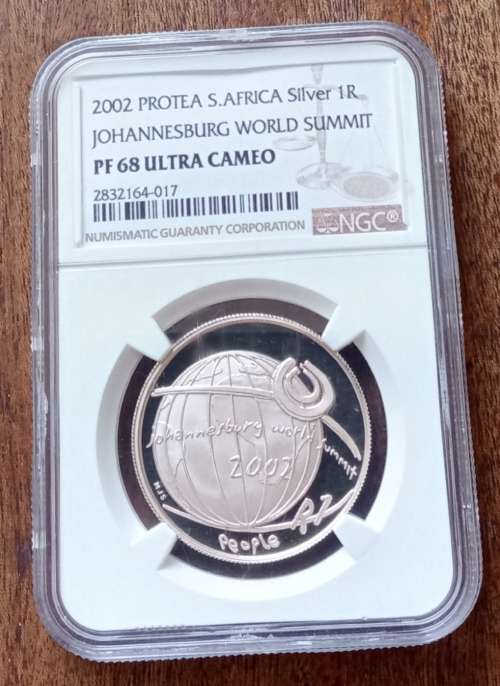 2002 PROTEA S.AFRICA Silver 1R
JOHANNESBURG WORLD SUMMIT
PF 68 ULTRA CAMEO
2832164-017
NUMISMATIC GUARANTY CORPORATION
NGC®
johannesburg world summit
2002
HJS
People